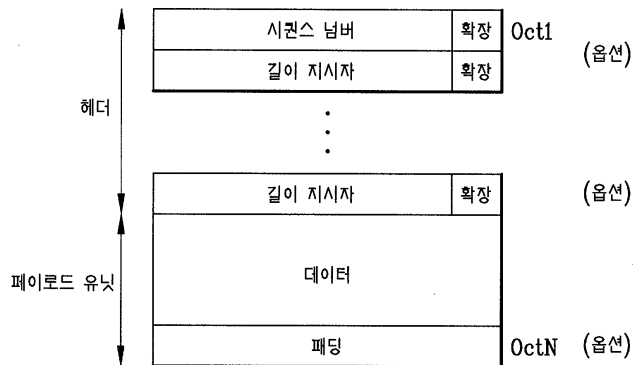 시퀀스 넘버 확장 Oct1
(옵션)
길이 지시자 확장
헤더
길이 지시자 확장 (옵션)
데이터
페이로드 유닛
패딩 OctN (옵션)